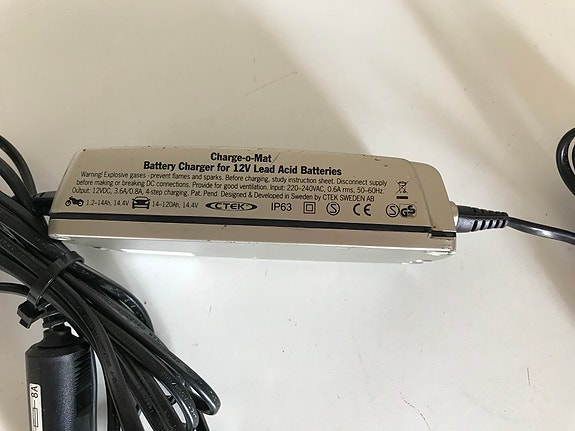 Charge-o-Mat
Battery Charger for 12V Lead Acid Batteries
Warning! Explosive gases - prevent flames and sparks. Before charging, study instruction sheet. Disconnect supply
before making or breaking DC connections. Provide for good ventilation. Input: 220-240VAC, 0.6A rms, 50-60Hz.
Output: 12VDC, 3.6A/0.8A, 4-step charging. Pat. Pend. Designed & Developed in Sweden by CTEK SWEDEN AB
1.2-14Ah, 14.4V 14-120Ah, 14.4V CTEK IP63 S CE S GS
8A